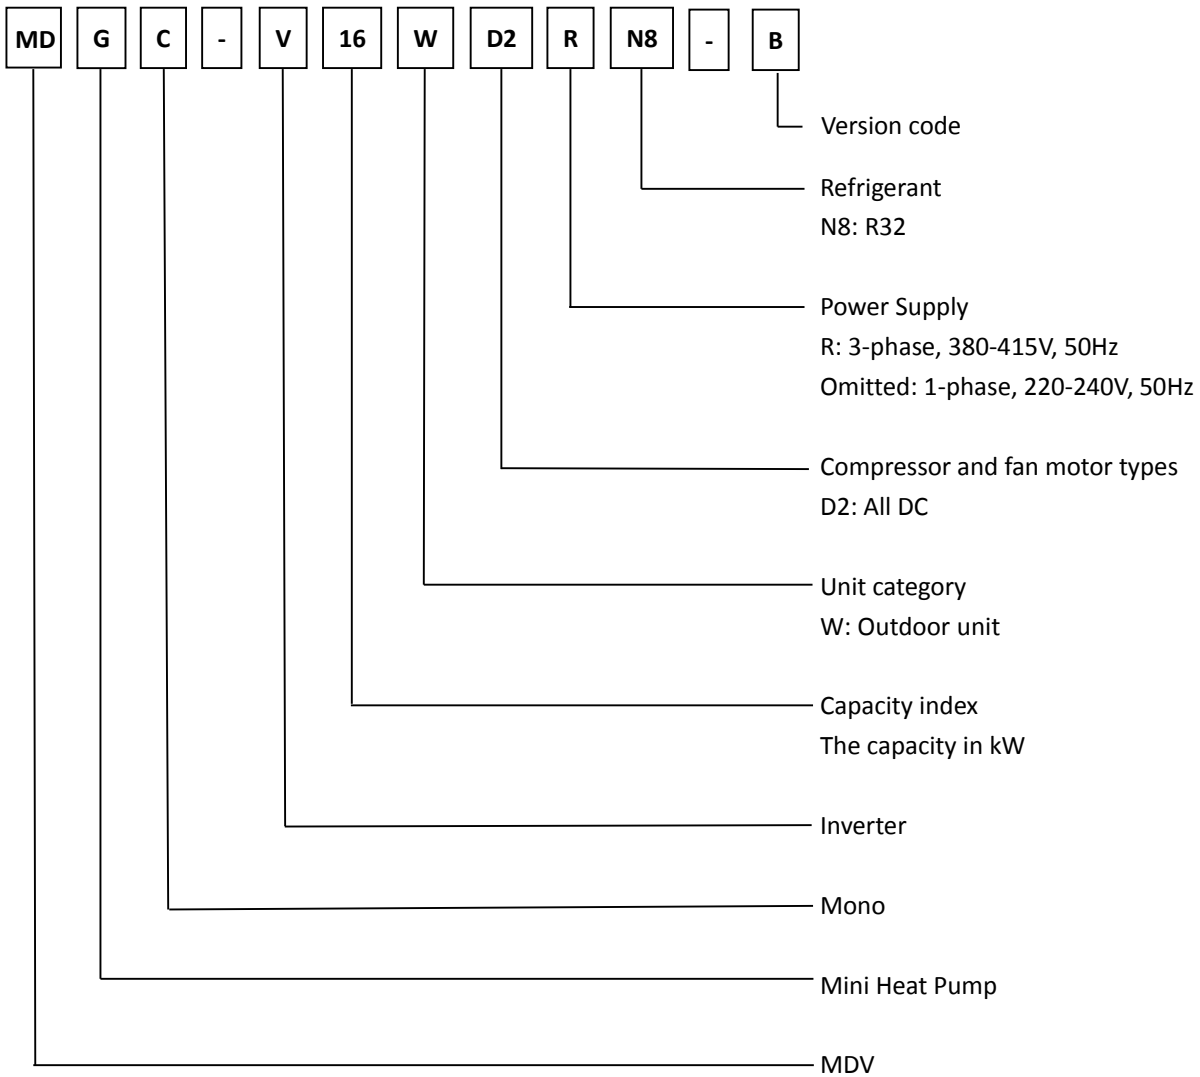 MD G C - V 16 W D2 R N8 - B
Version code
Refrigerant
N8: R32
Power Supply
R: 3-phase, 380-415V, 50Hz
Omitted: 1-phase, 220-240V, 50Hz
Compressor and fan motor types
D2: All DC
Unit category
W: Outdoor unit
Capacity index
The capacity in kW
Inverter
Mono
Mini Heat Pump
MDV